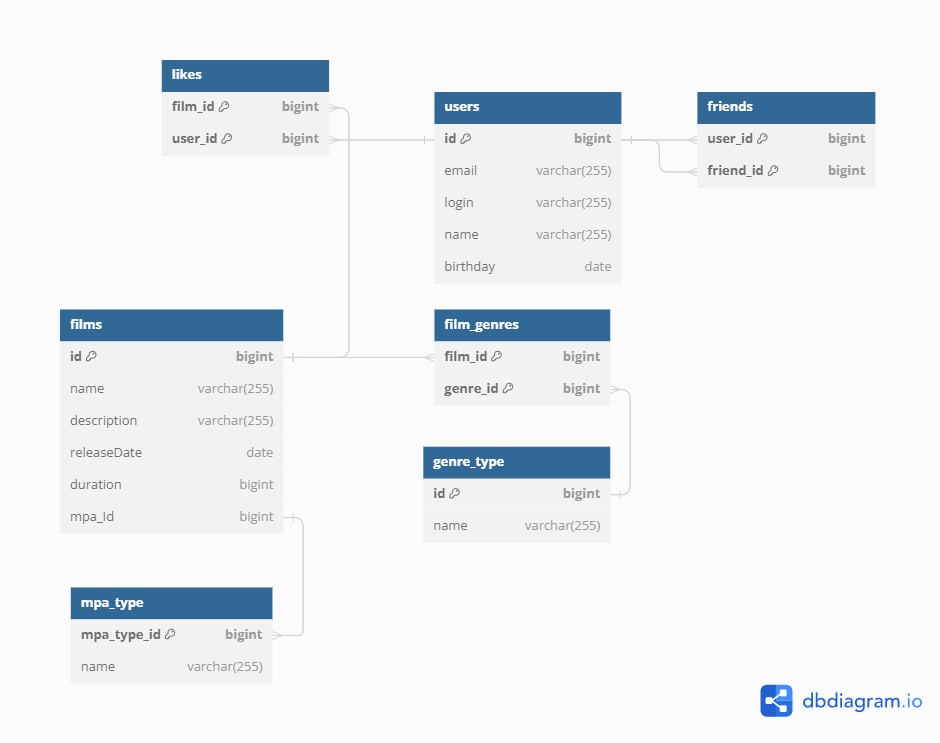 likes
film_id bigint
user_id bigint
users
id bigint
email varchar(255)
login varchar(255)
name varchar(255)
birthday date
friends
user_id bigint
friend_id bigint
films
id bigint
name varchar(255)
description varchar(255)
releaseDate date
duration bigint
mpa_Id bigint
film_genres
film_id bigint
genre_id bigint
genre_type
id bigint
name varchar(255)
mpa_type
mpa_type_id bigint
name varchar(255)
dbdiagram.io